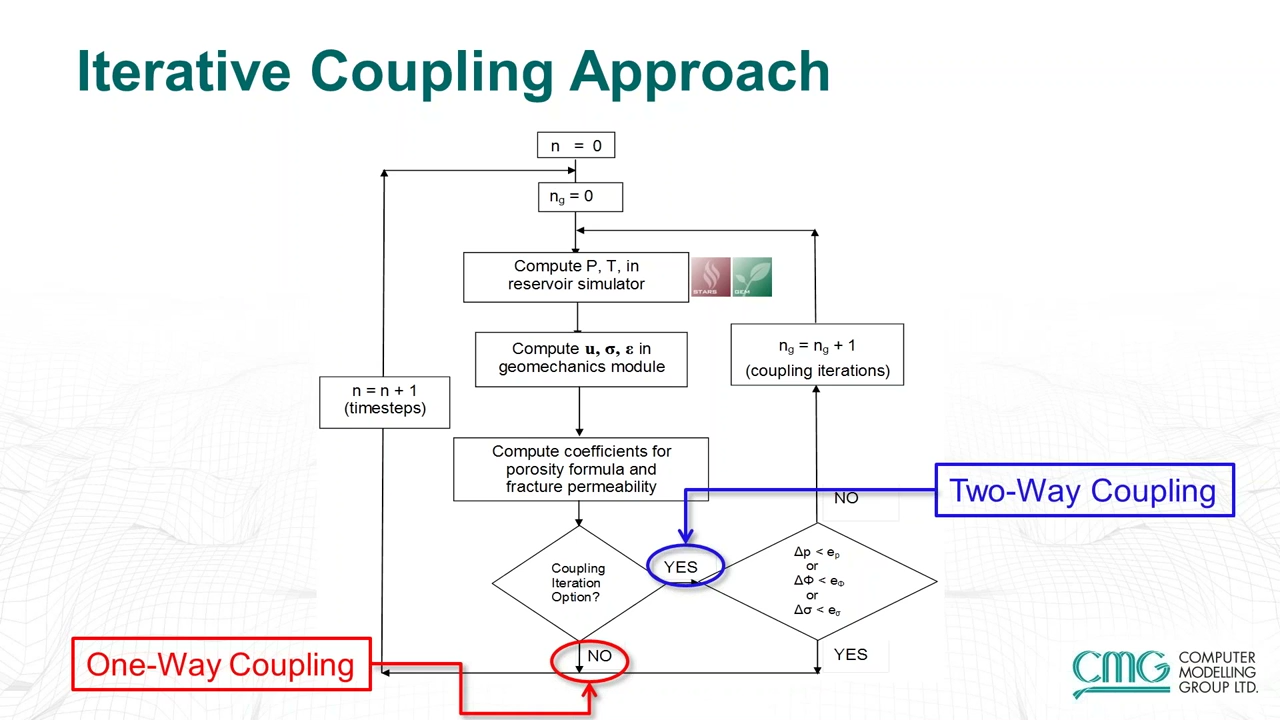 Iterative Coupling Approach
n = 0
ng = 0
Compute P, T, in
reservoir simulator
STARS
GEM
Compute u, σ, ε in
geomechanics module
ng = ng + 1
(coupling iterations)
n = n + 1
(timesteps)
Compute coefficients for
porosity formula and
fracture permeability
NO
Two-Way Coupling
Coupling
Iteration
Option?
YES
Δp < ep
or
ΔΦ < eΦ
or
Δσ < eσ
NO
YES
One-Way Coupling
CMG
COMPUTER
MODELLING
GROUP LTD.